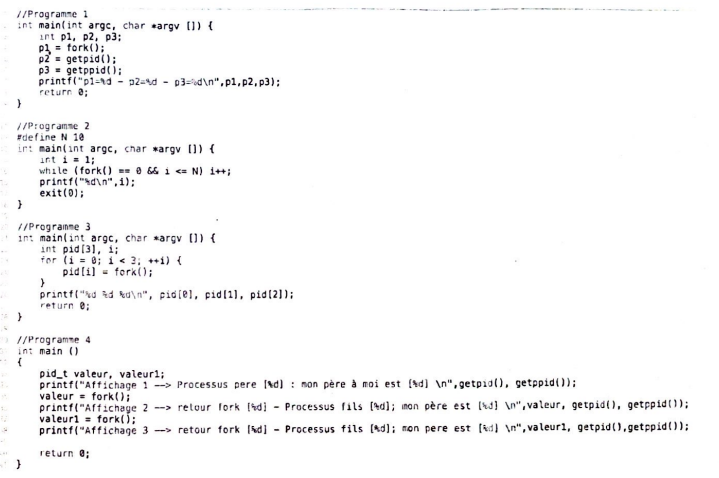 //Programme 1
int main(int argc, char *argv []) {
int p1, p2, p3;
p1 = fork();
p2 = getpid();
p3 = getppid();
printf("p1=%d - p2=%d - p3=%d\n",p1,p2,p3);
return 0;
}
//Programme 2
#define N 10
int main(int argc, char *argv []) {
int i = 1;
while (fork() == 0 && i <= N) i++;
printf("%d\n",i);
exit(0);
}
//Programme 3
int main(int argc, char *argv []) {
int pid[3], i;
for (i = 0; i < 3; ++i) {
pid[i] = fork();
}
printf("%d %d %d\n", pid[0], pid[1], pid[2]);
return 0;
}
//Programme 4
int main ()
{
pid_t valeur, valeur1;
printf("Affichage 1 —-> Processus pere [%d] : mon père à moi est [%d] \n",getpid(), getppid());
valeur = fork();
printf("Affichage 2 —-> retour fork [%d] - Processus fils [%d]; mon père est [%d] \n",valeur, getpid(), getppid());
valeur1 = fork();
printf("Affichage 3 —-> retour fork [%d] - Processus fils [%d]; mon pere est [%d] \n",valeur1, getpid(),getppid());
return 0;
}